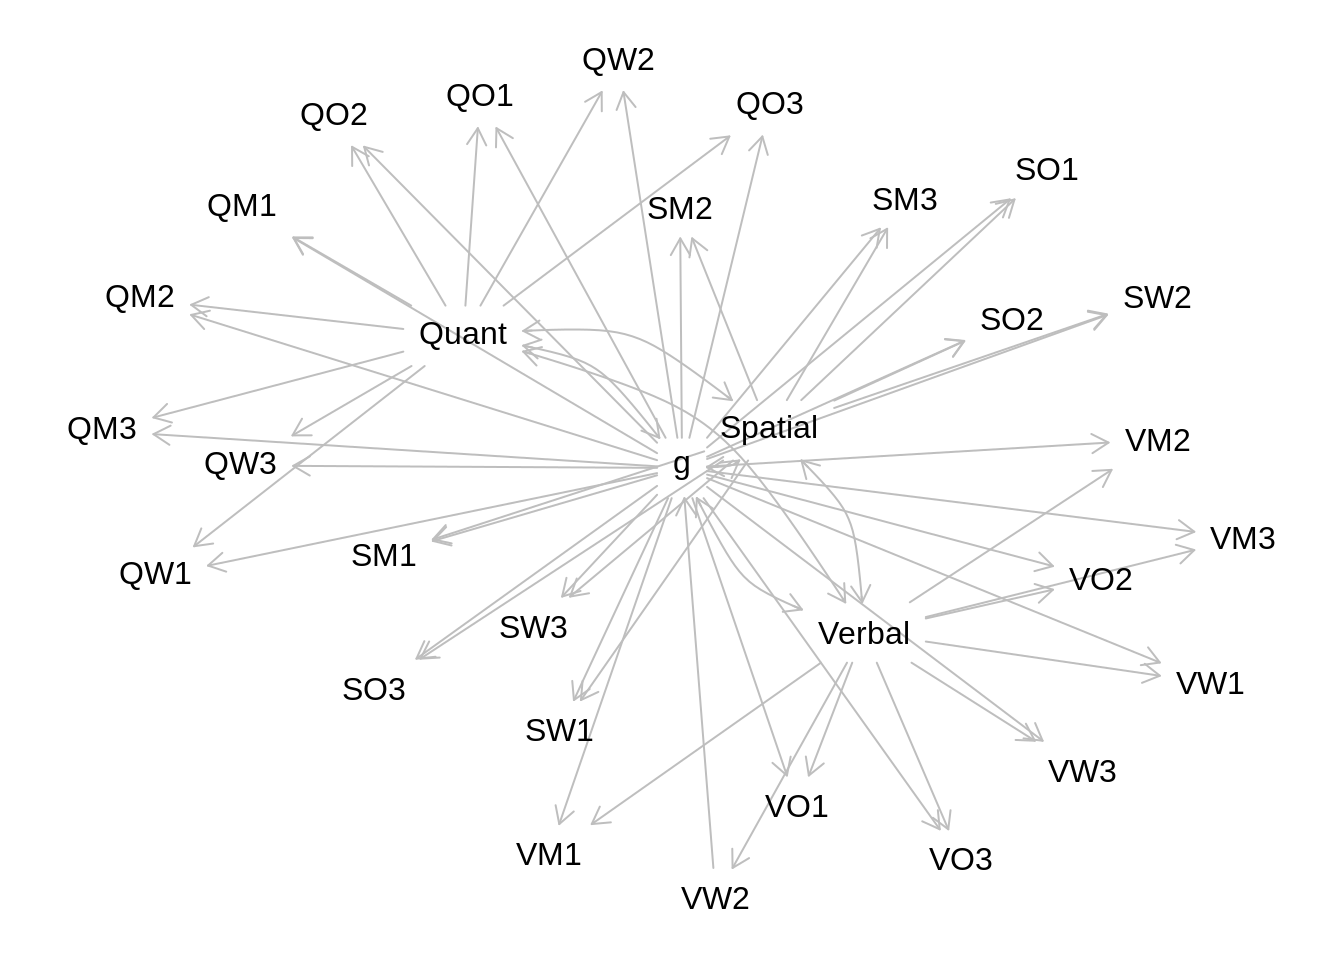 QW2
QO1
QO3
QO2
SO1
SM3
QM1
SM2
QM2
SW2
SO2
Quant
QM3
Spatial
VM2
QW3
g
VM3
SM1
QW1
VO2
SW3
Verbal
VW1
SO3
SW1
VW3
VO1
VM1
VO3
VW2